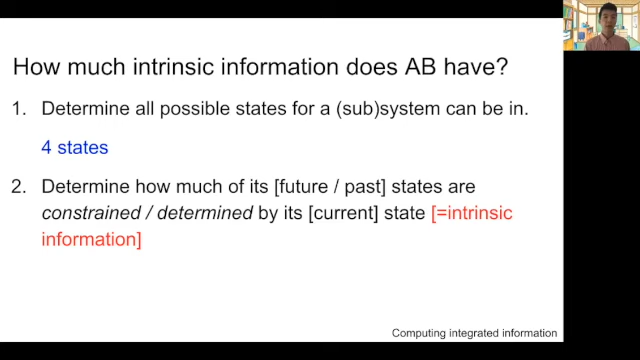 How much intrinsic information does AB have?
1. Determine all possible states for a (sub)system can be in.
4 states
2. Determine how much of its [future / past] states are
constrained / determined by its [current] state [=intrinsic
information]
Computing integrated information